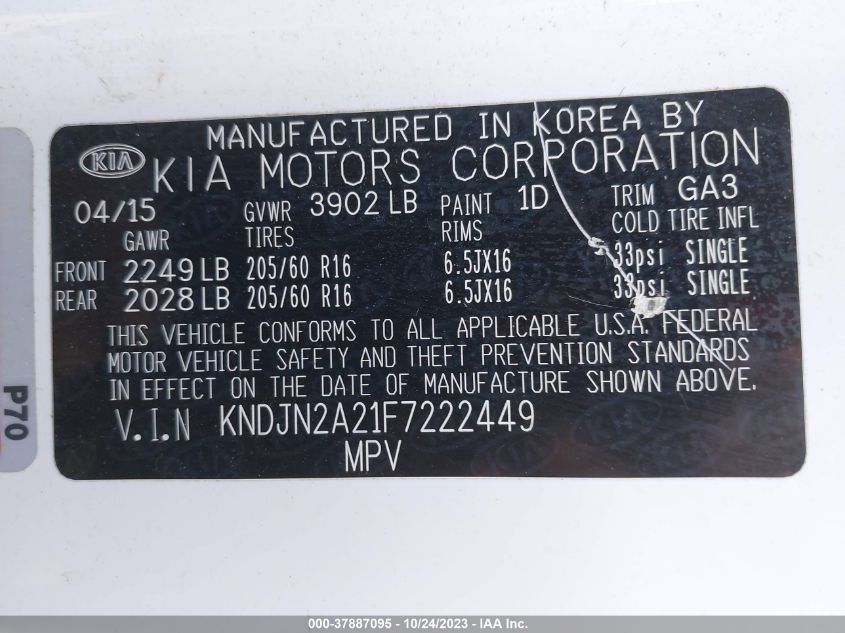 MANUFACTURED IN KOREA BY
KIA KIA MOTORS CORPORATION
04/15 GVWR 3902 LB PAINT 1D TRIM GA3
GAWR TIRES RIMS COLD TIRE INFL
FRONT 2249 LB 205/60 R16 6.5JX16 33psi SINGLE
REAR 2028 LB 205/60 R16 6.5JX16 33psi SINGLE
THIS VEHICLE CONFORMS TO ALL APPLICABLE U.S.A. FEDERAL
MOTOR VEHICLE SAFETY AND THEFT PREVENTION STANDARDS
IN EFFECT ON THE DATE OF MANUFACTURE SHOWN ABOVE.
V.I.N KNDJN2A21F7222449
MPV
P70
000-37887095 - 10/24/2023 - IAA Inc.